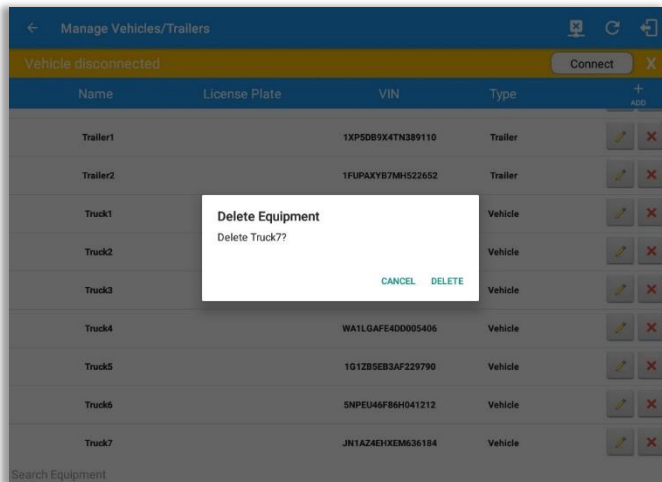 Manage Vehicles/Trailers
Vehicle disconnected Connect X
Name License Plate VIN Type + ADD
Trailer1 1XP5DB9X4TN389110 Trailer
Trailer2 1FUPAXYB7MH522652 Trailer
Truck1 Vehicle
Truck2 Vehicle
Truck3 Vehicle
Delete Equipment
Delete Truck7?
CANCEL DELETE
Truck4 WA1LGAFE4DD005406 Vehicle
Truck5 1G1ZB5EB3AF229790 Vehicle
Truck6 5NPEU46F86H041212 Vehicle
Truck7 JN1AZ4EHXEM636184 Vehicle
Search Equipment